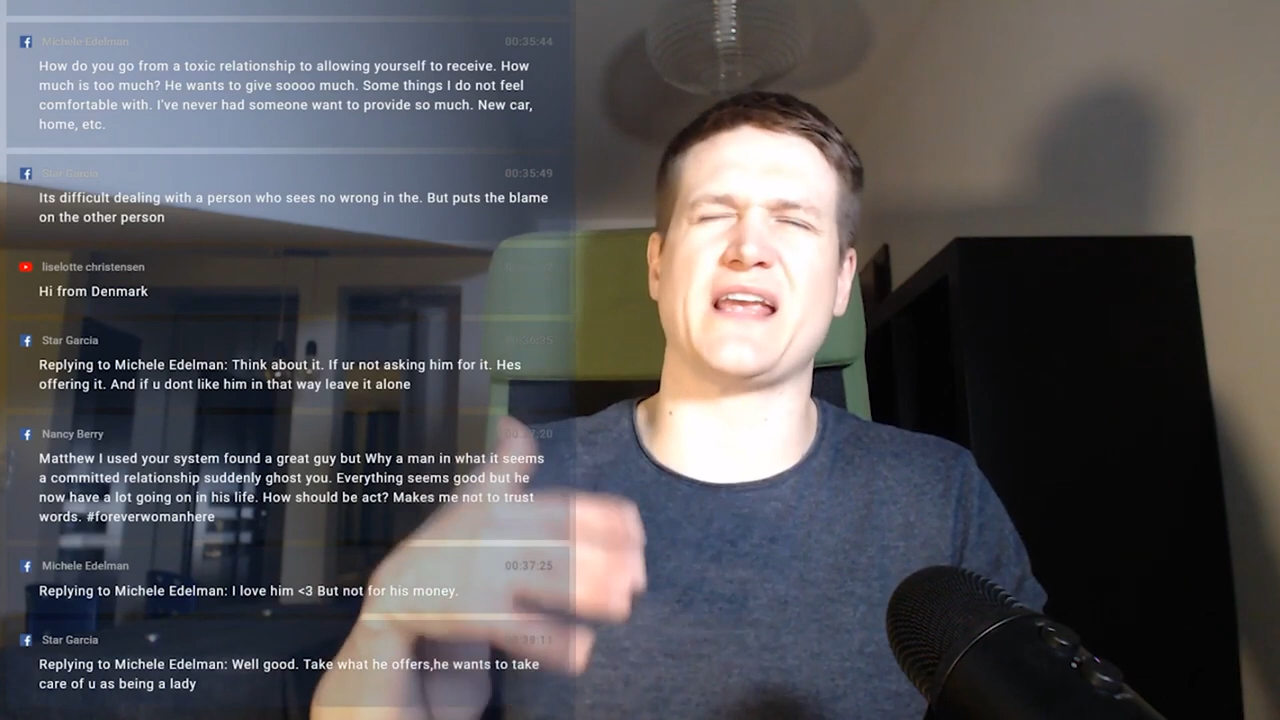 Michele Edelman 00:35:44
How do you go from a toxic relationship to allowing yourself to receive. How
much is too much? He wants to give soooo much. Some things I do not feel
comfortable with. I've never had someone want to provide so much. New car,
home, etc.
Star Garcia 00:35:49
Its difficult dealing with a person who sees no wrong in the. But puts the blame
on the other person
liselotte christensen
Hi from Denmark
Star Garcia
Replying to Michele Edelman: Think about it. If ur not asking him for it. Hes
offering it. And if u dont like him in that way leave it alone
Nancy Berry
Matthew I used your system found a great guy but Why a man in what it seems
a committed relationship suddenly ghost you. Everything seems good but he
now have a lot going on in his life. How should be act? Makes me not to trust
words. #foreverwomanhere
Michele Edelman 00:37:25
Replying to Michele Edelman: I love him <3 But not for his money.
Star Garcia
Replying to Michele Edelman: Well good. Take what he offers,he wants to take
care of u as being a lady